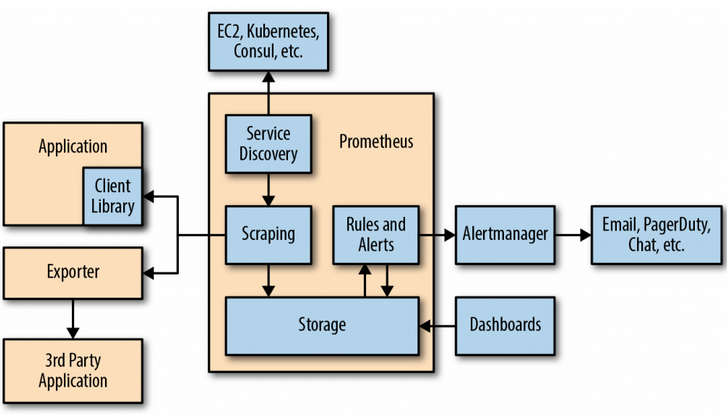 EC2, Kubernetes,
Consul, etc.
Application
Client
Library
Service
Discovery
Prometheus
Scraping
Rules and
Alerts
Alertmanager
Email, PagerDuty,
Chat, etc.
Exporter
Storage
Dashboards
3rd Party
Application